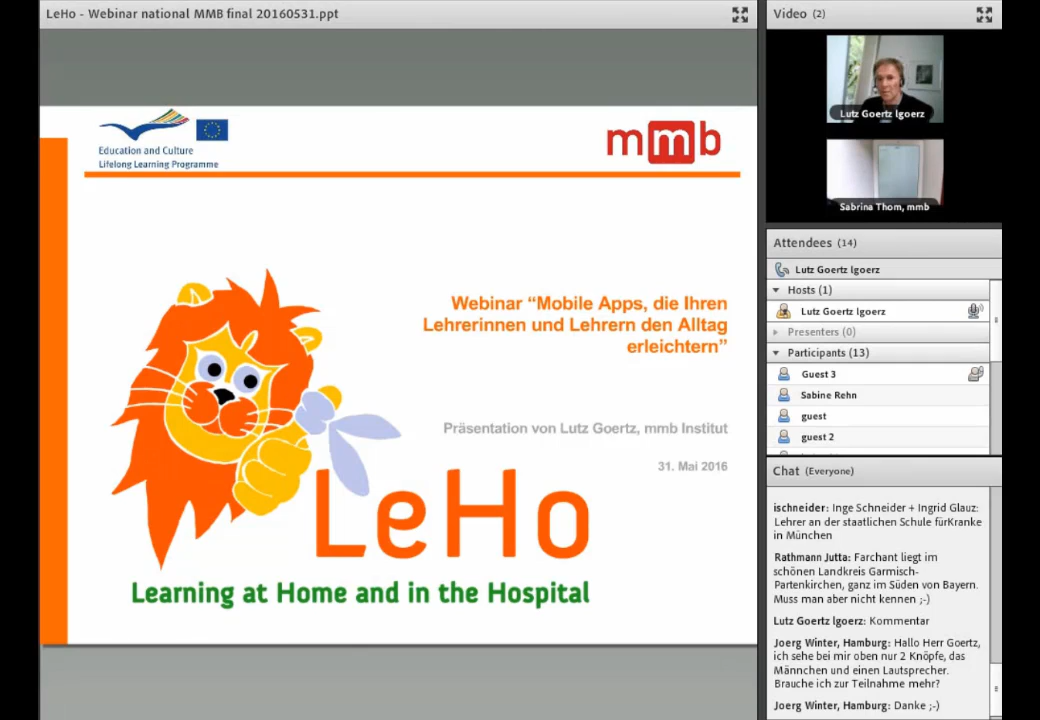 LeHo - Webinar national MMB final 20160531.ppt
Education and Culture
Lifelong Learning Programme
mmb
Webinar “Mobile Apps, die Ihren
Lehrerinnen und Lehrern den Alltag
erleichtern”
Präsentation von Lutz Goertz, mmb Institut
31. Mai 2016
LeHo
Learning at Home and in the Hospital
Video (2)
Lutz Goertz lgoerz
Sabrina Thom, mmb
Attendees (14)
Lutz Goertz lgoerz
Hosts (1)
Lutz Goertz lgoerz
Presenters (0)
Participants (13)
Guest 3
Sabine Rehn
guest
guest 2
Chat (Everyone)
ischneider: Inge Schneider + Ingrid Glauz:
Lehrer an der staatlichen Schule fürKranke
in München
Rathmann Jutta: Farchant liegt im
schönen Landkreis Garmisch-
Partenkirchen, ganz im Süden von Bayern.
Muss man aber nicht kennen ;-)
Lutz Goertz lgoerz: Kommentar
Joerg Winter, Hamburg: Hallo Herr Goertz,
ich sehe bei mir oben nur 2 Knöpfe, das
Männchen und einen Lautsprecher.
Brauche ich zur Teilnahme mehr?
Joerg Winter, Hamburg: Danke ;-)